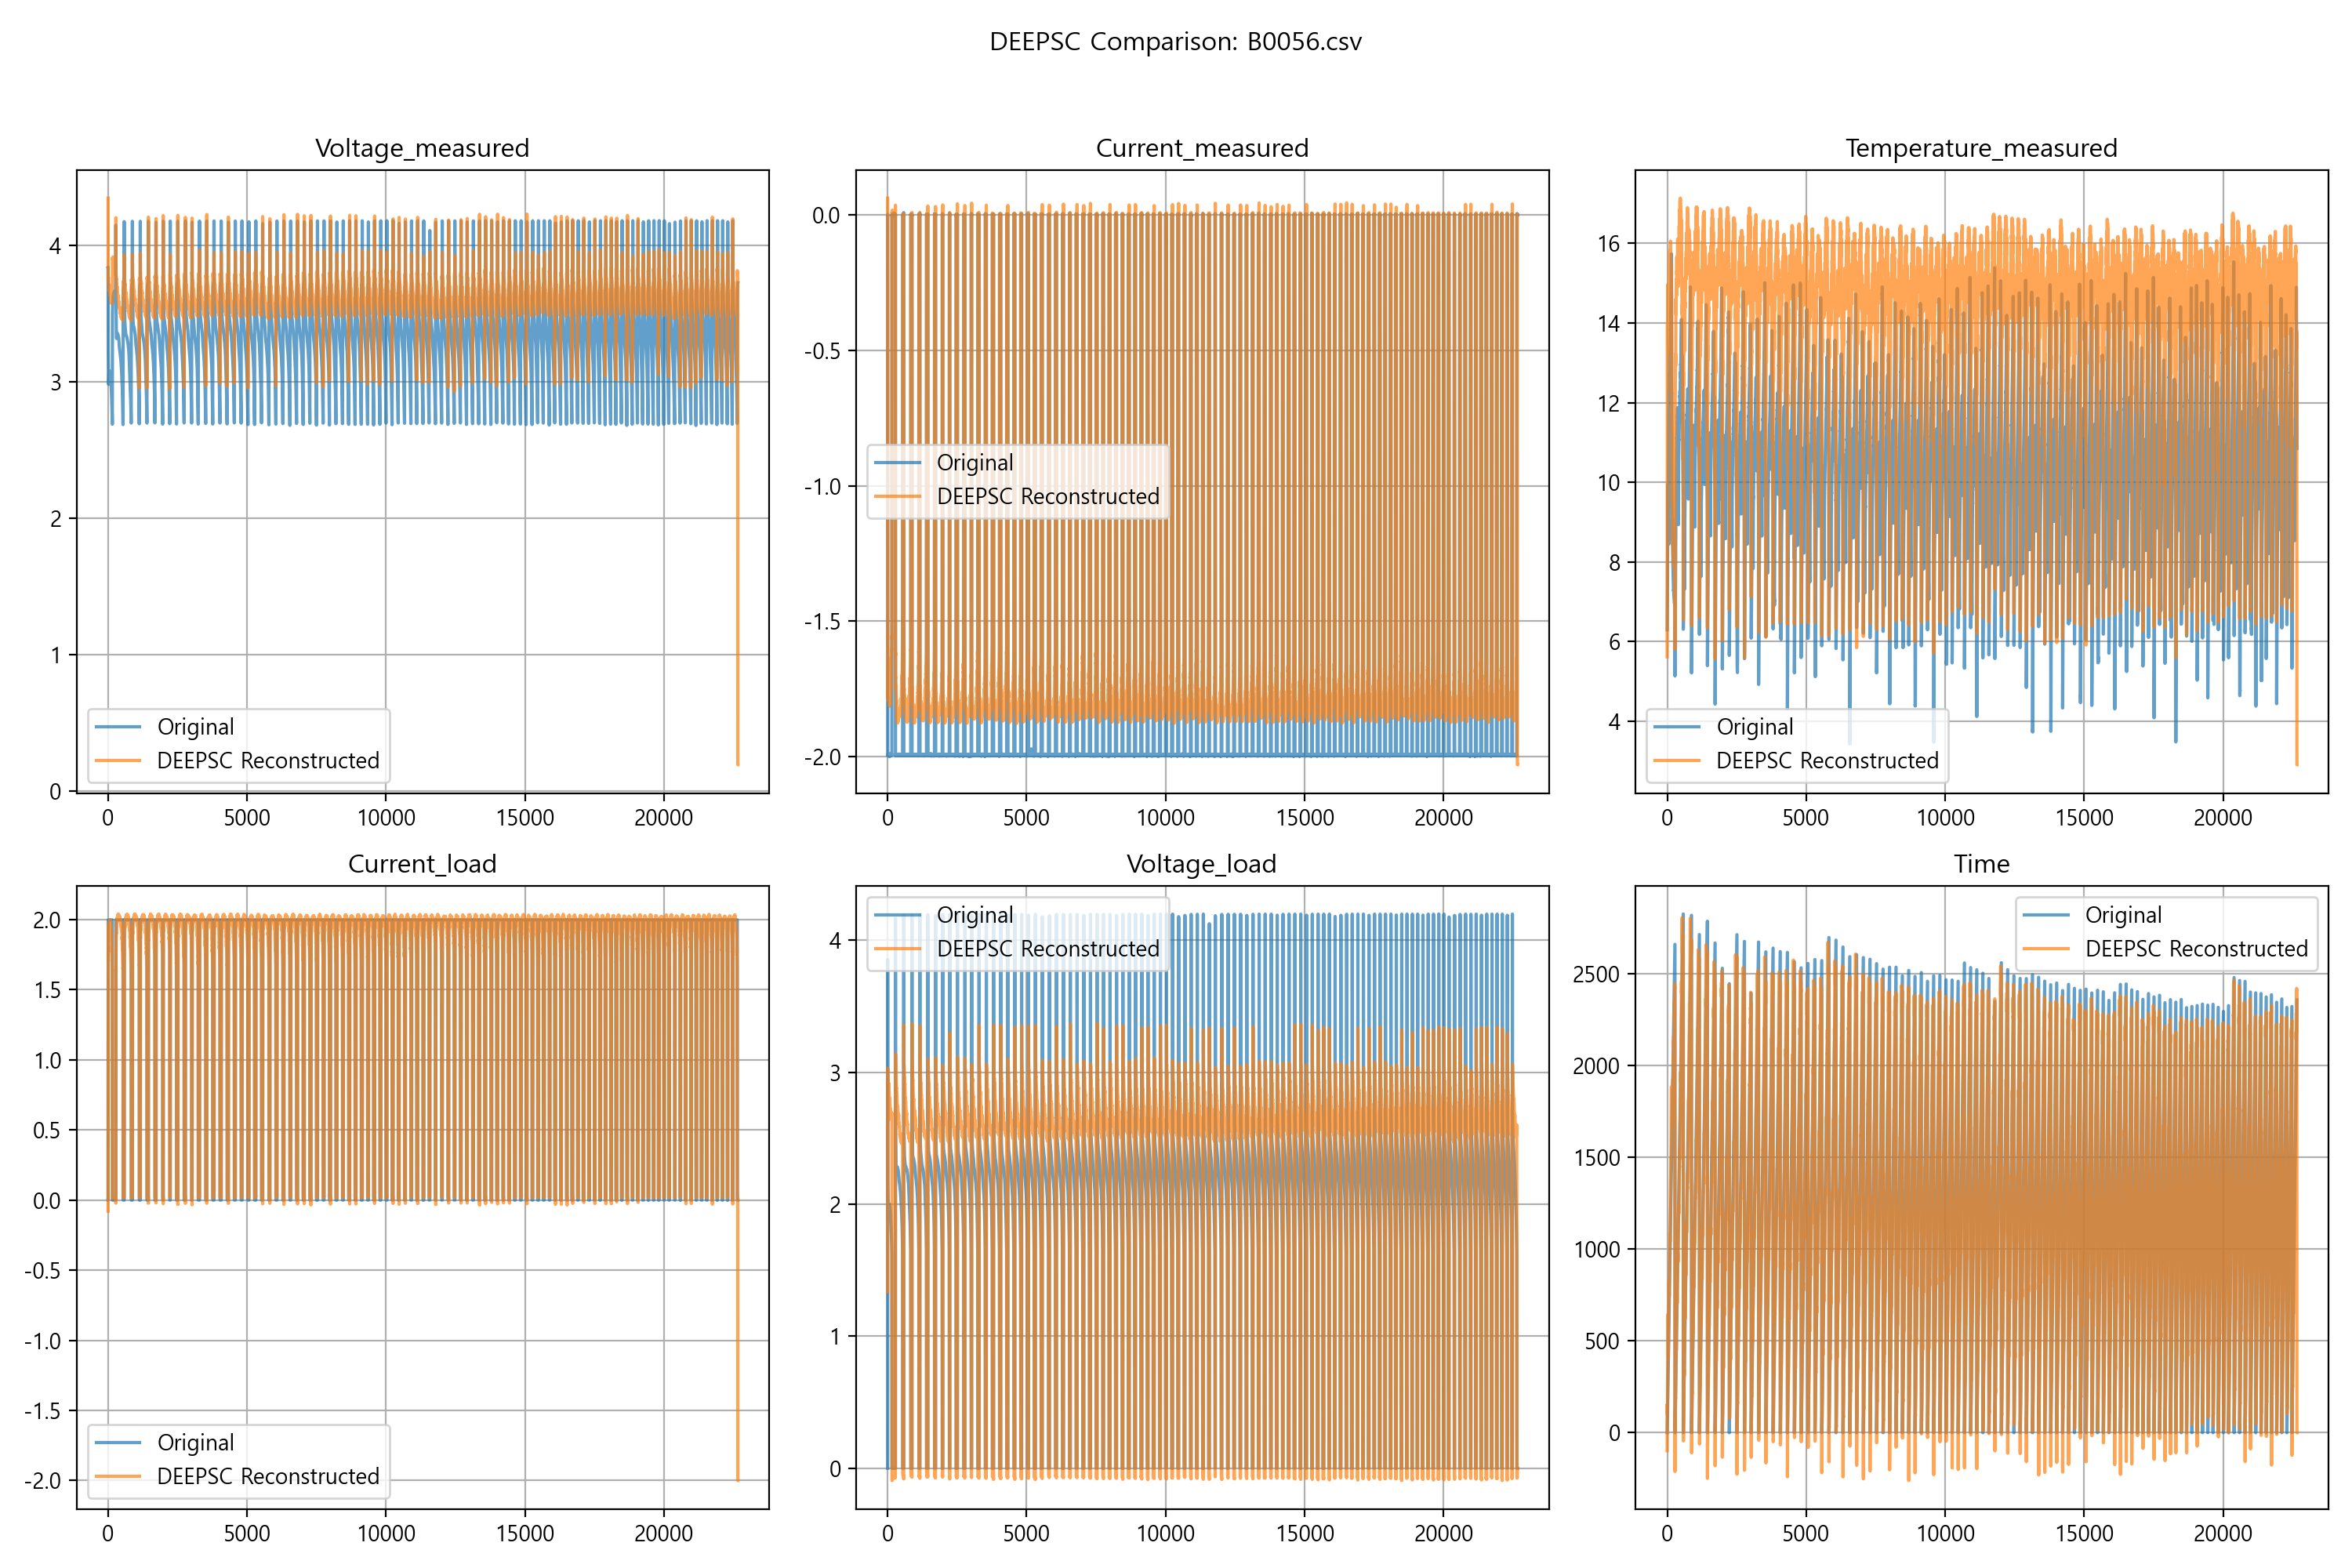 DEEPSC Comparison: B0056.csv
Voltage_measured
4
3
2
1
0
Original
DEEPSC Reconstructed
0 5000 10000 15000 20000
Current_measured
0.0
-0.5
-1.0
-1.5
-2.0
Original
DEEPSC Reconstructed
0 5000 10000 15000 20000
Temperature_measured
16
14
12
10
8
6
4
Original
DEEPSC Reconstructed
0 5000 10000 15000 20000
Current_load
2.0
1.5
1.0
0.5
0.0
-0.5
-1.0
-1.5
-2.0
Original
DEEPSC Reconstructed
0 5000 10000 15000 20000
Voltage_load
Original
DEEPSC Reconstructed
4
3
2
1
0
0 5000 10000 15000 20000
Time
Original
DEEPSC Reconstructed
2500
2000
1500
1000
500
0
0 5000 10000 15000 20000